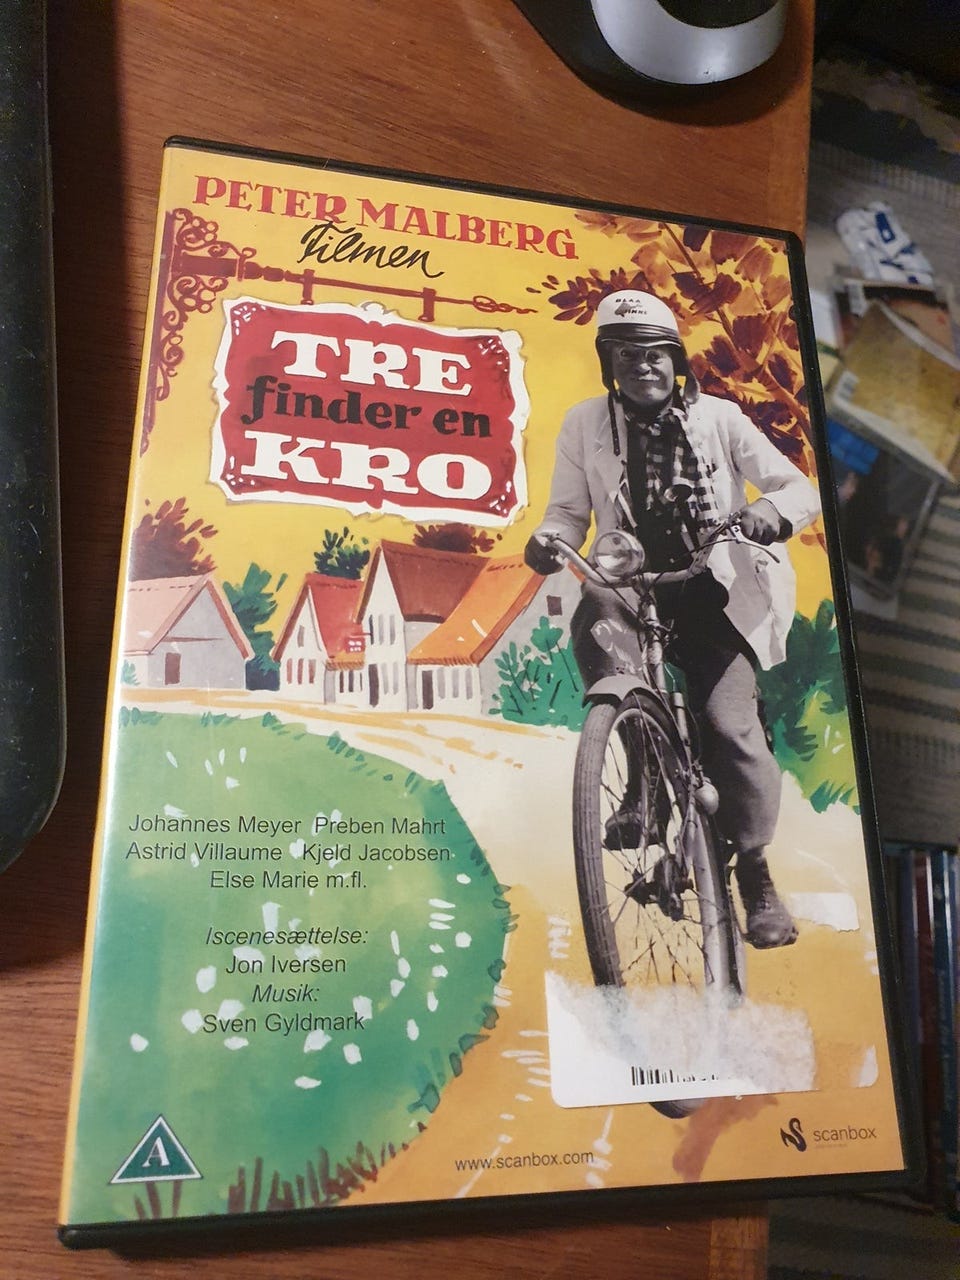 PETER MALBERG
Filmen
TRE
finder en
KRO
Johannes Meyer Preben Mahrt
Astrid Villaume Kjeld Jacobsen
Else Marie m.fl.
Iscenesættelse:
Jon Iversen
Musik:
Sven Gyldmark
A
www.scanbox.com
scanbox